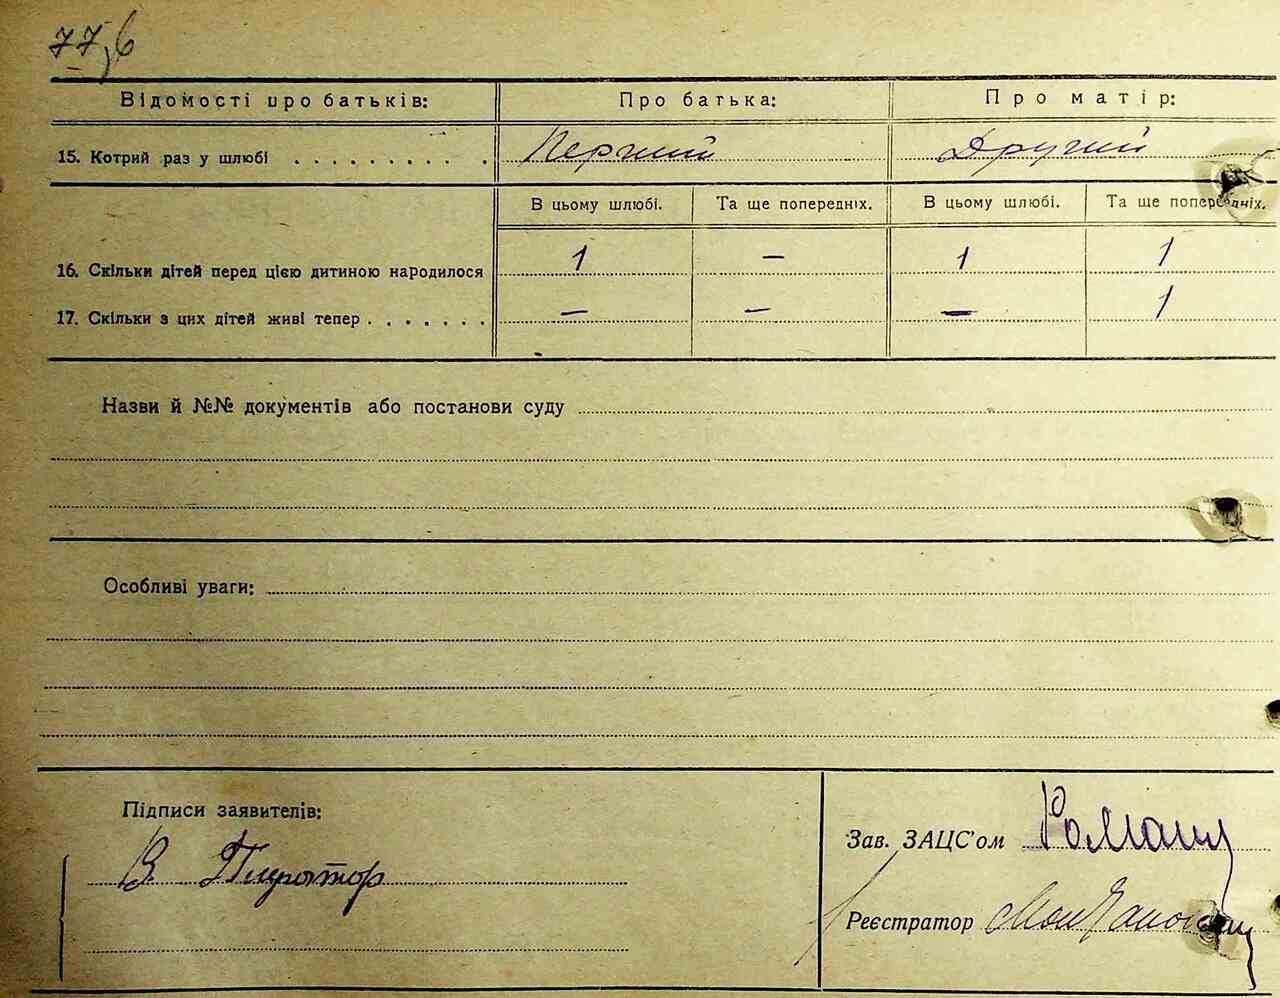 77,б
Відомості про батьків: Про батька: Про матір:
15. Котрий раз у шлюбі . . . . . . . . . Перший Другий
В цьому шлюбі. Та ще попередніх. В цьому шлюбі. Та ще попередніх.
16. Скільки дітей перед цією дитиною народилося 1 — 1 1
17. Скільки з цих дітей живі тепер . . . . . . . — — — 1
Назви й №№ документів або постанови суду
Особливі уваги:
Підписи заявителів:
В.
Зав. ЗАЦС'ом
Реєстратор